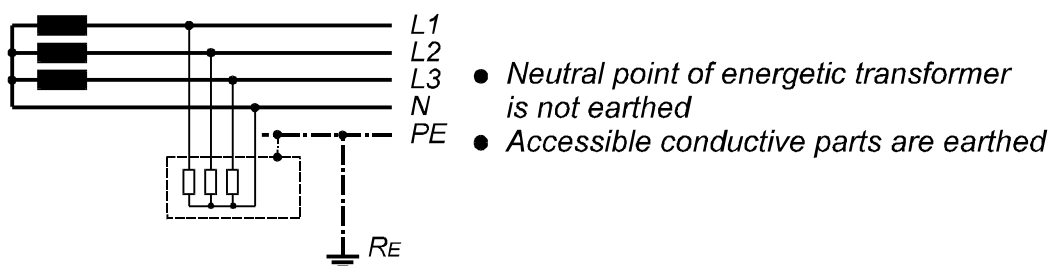 L1
L2
L3
N
PE
RE
● Neutral point of energetic transformer
is not earthed
● Accessible conductive parts are earthed